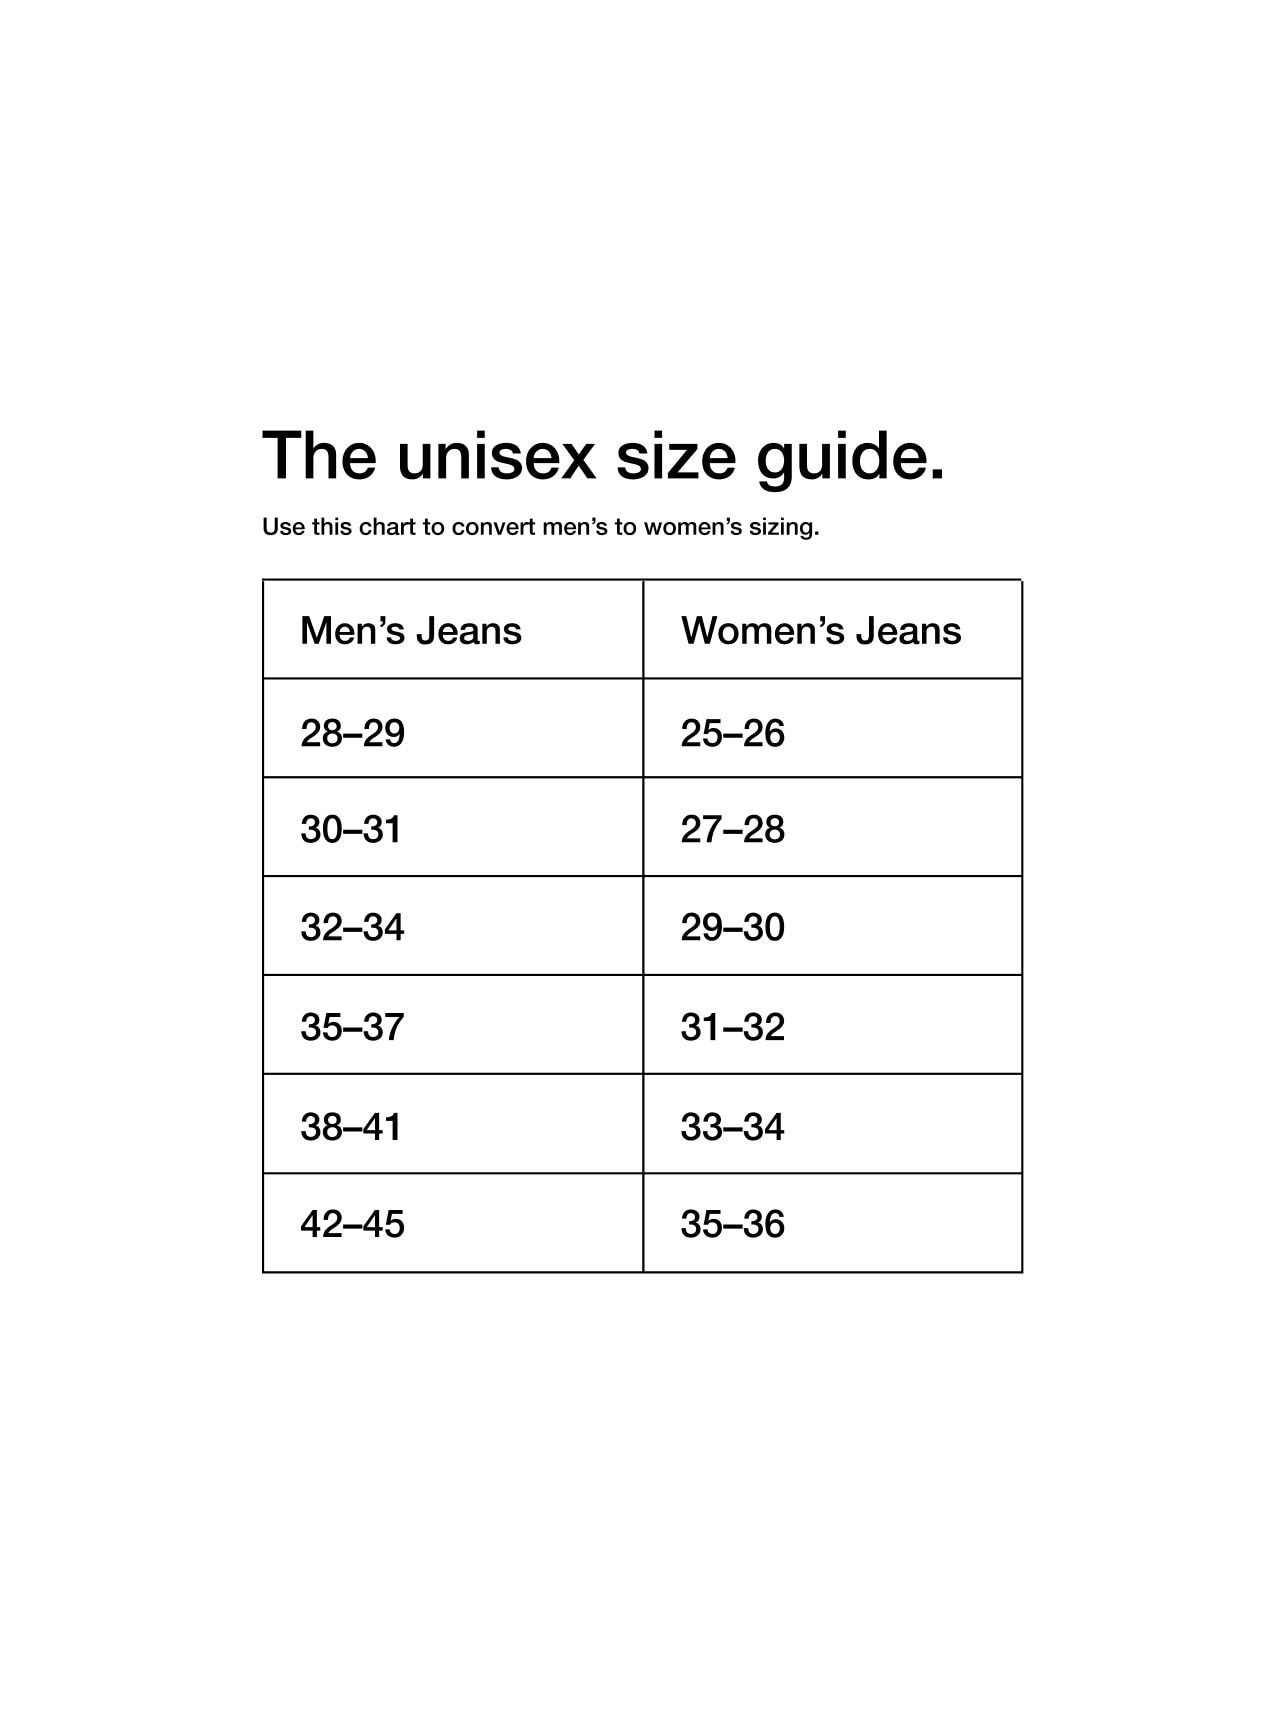 The unisex size guide.
Use this chart to convert men’s to women’s sizing.
Men’s Jeans Women’s Jeans
28–29 25–26
30–31 27–28
32–34 29–30
35–37 31–32
38–41 33–34
42–45 35–36